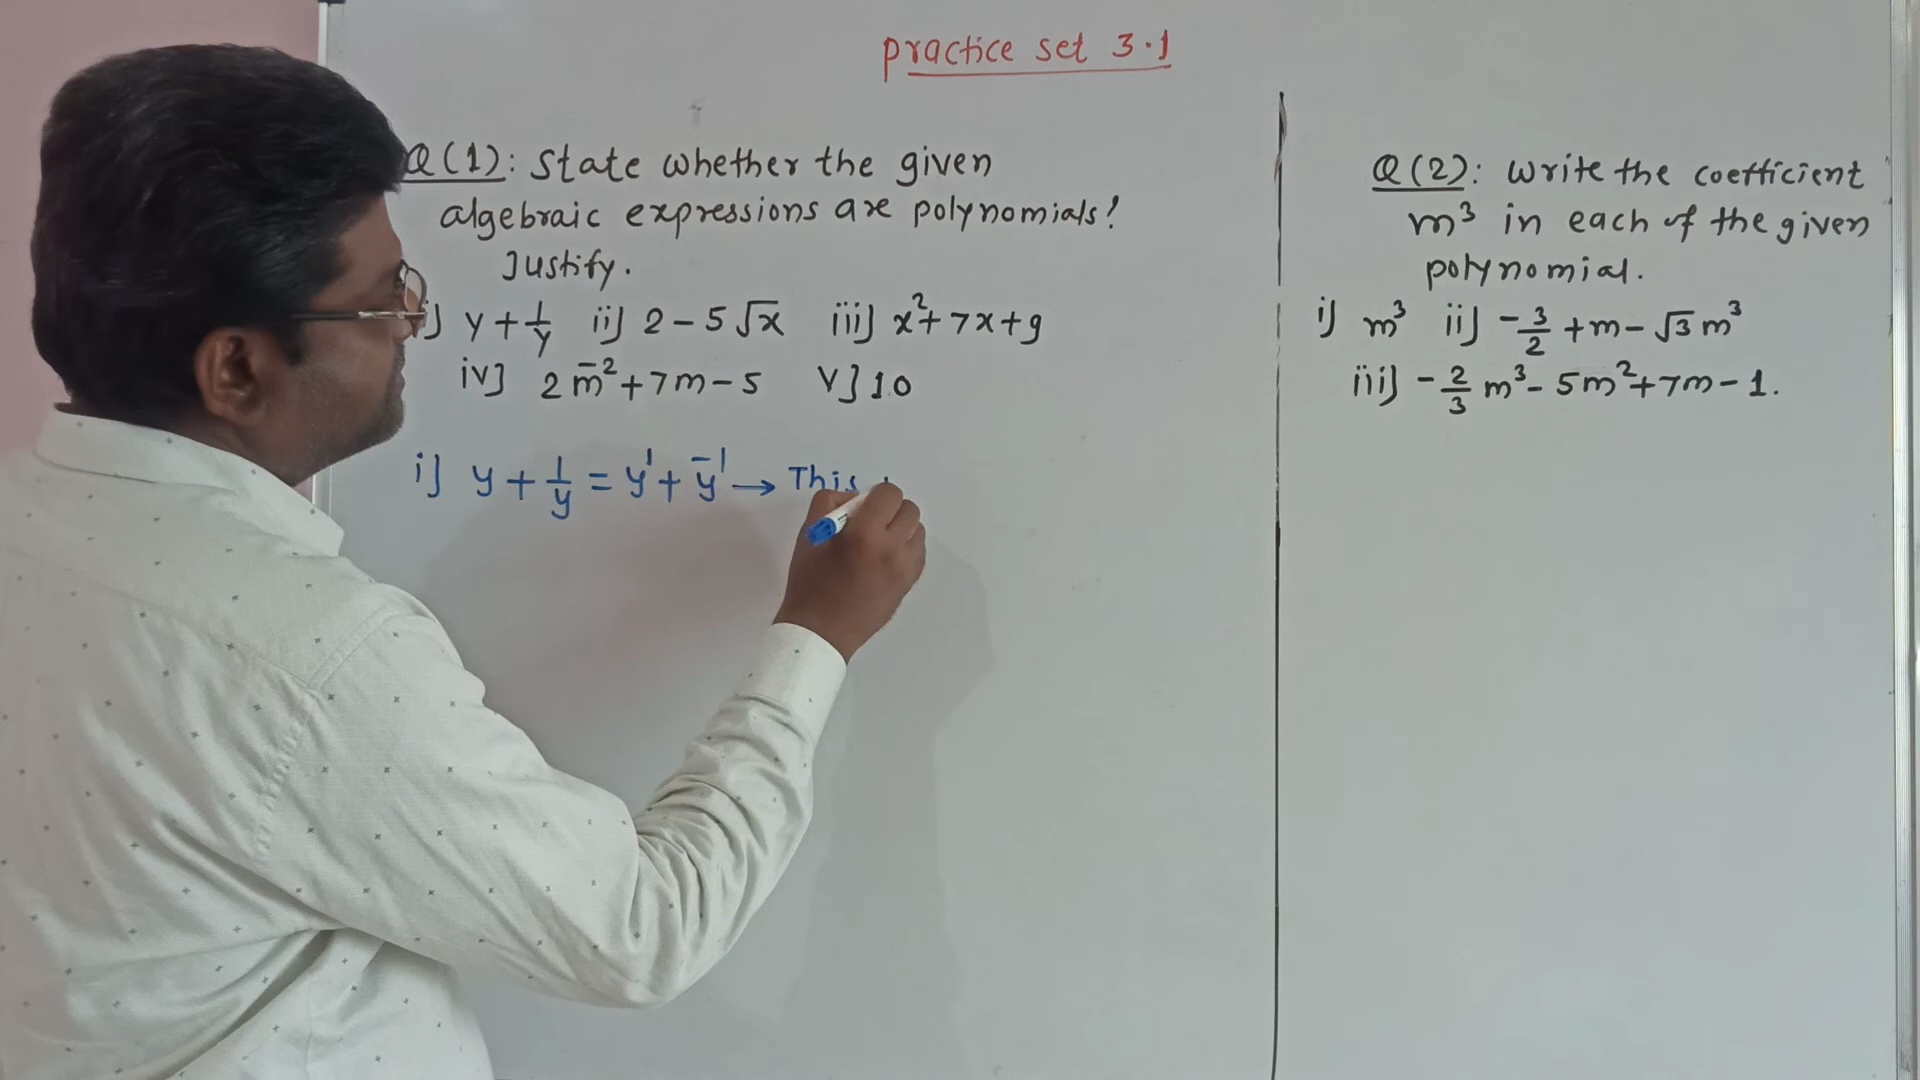 Practice set 3.1
Q(1): State whether the given
algebraic expressions are polynomials?
Justify.
i] y + 1/y ii] 2 - 5√x iii] x² + 7x + 9
iv] 2m⁻² + 7m - 5 v] 10
i] y + 1/y = y¹ + y⁻¹ → This
Q(2): Write the coefficient
m³ in each of the given
polynomial.
i] m³ ii] -3/2 + m - √3 m³
iii] -2/3 m³ - 5m² + 7m - 1.